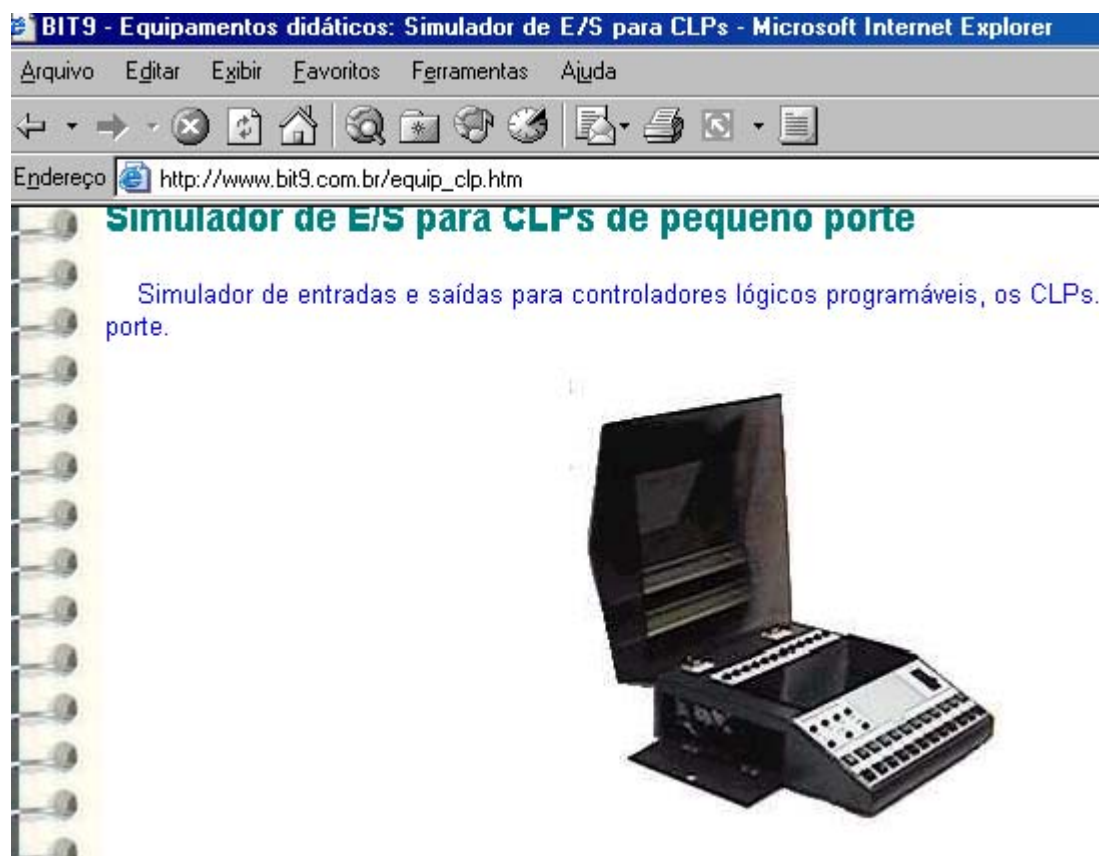 BIT9 - Equipamentos didáticos: Simulador de E/S para CLPs - Microsoft Internet Explorer
Arquivo Editar Exibir Favoritos Ferramentas Ajuda
Endereço http://www.bit9.com.br/equip_clp.htm
Simulador de E/S para CLPs de pequeno porte
Simulador de entradas e saídas para controladores lógicos programáveis, os CLPs.
porte.